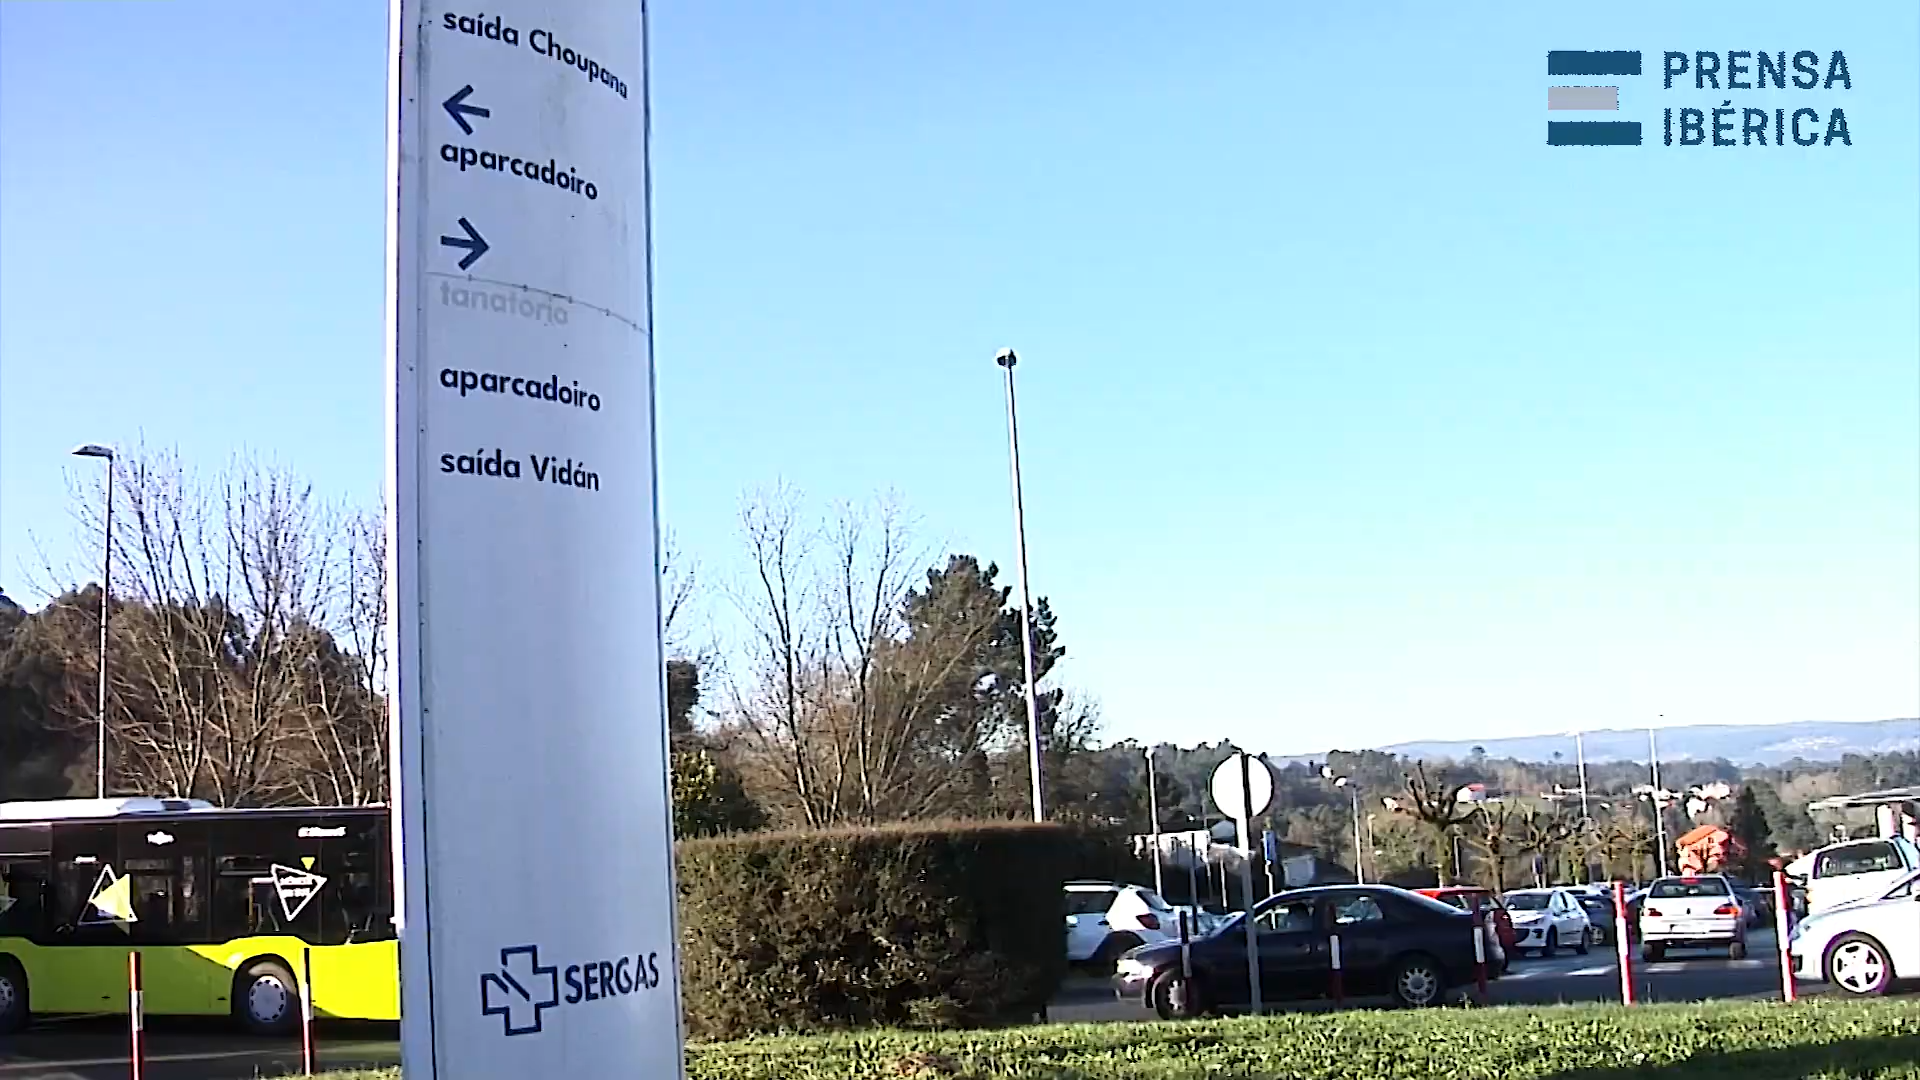 saída Choupana
aparcadoiro
tanatorio
aparcadoiro
saída Vidán
SERGAS
PRENSA
IBÉRICA